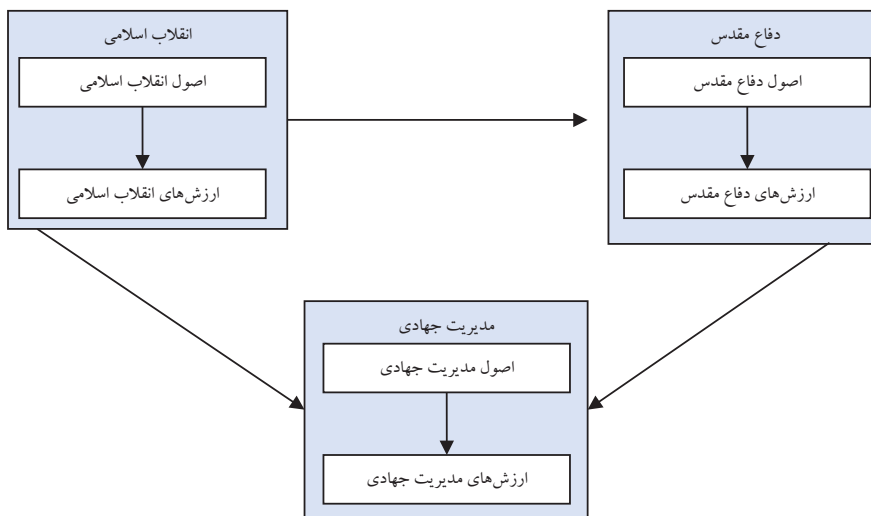 انقلاب اسلامی
اصول انقلاب اسلامی
ارزش‌های انقلاب اسلامی
دفاع مقدس
اصول دفاع مقدس
ارزش‌های دفاع مقدس
مدیریت جهادی
اصول مدیریت جهادی
ارزش‌های مدیریت جهادی